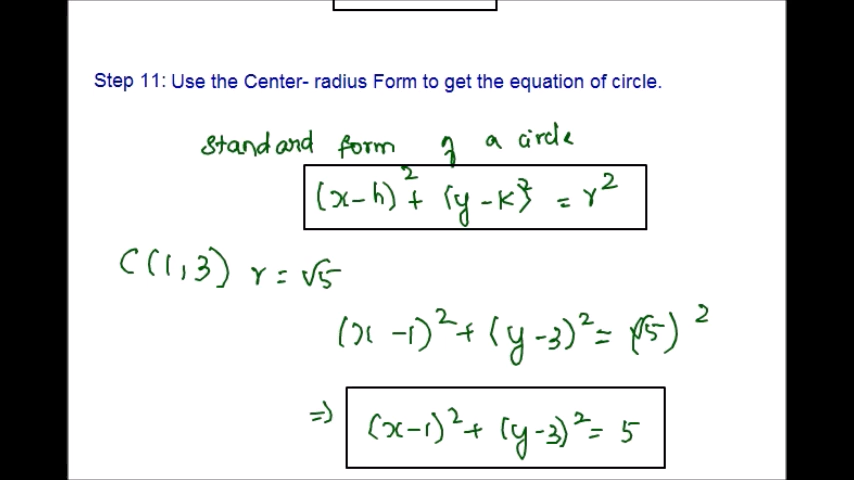 Step 11: Use the Center- radius Form to get the equation of circle.
Standard form of a circle
(x-h)² + (y-k)² = r²
C(1,3) r = √5
(x-1)² + (y-3)² = (√5)²
⇒ (x-1)² + (y-3)² = 5